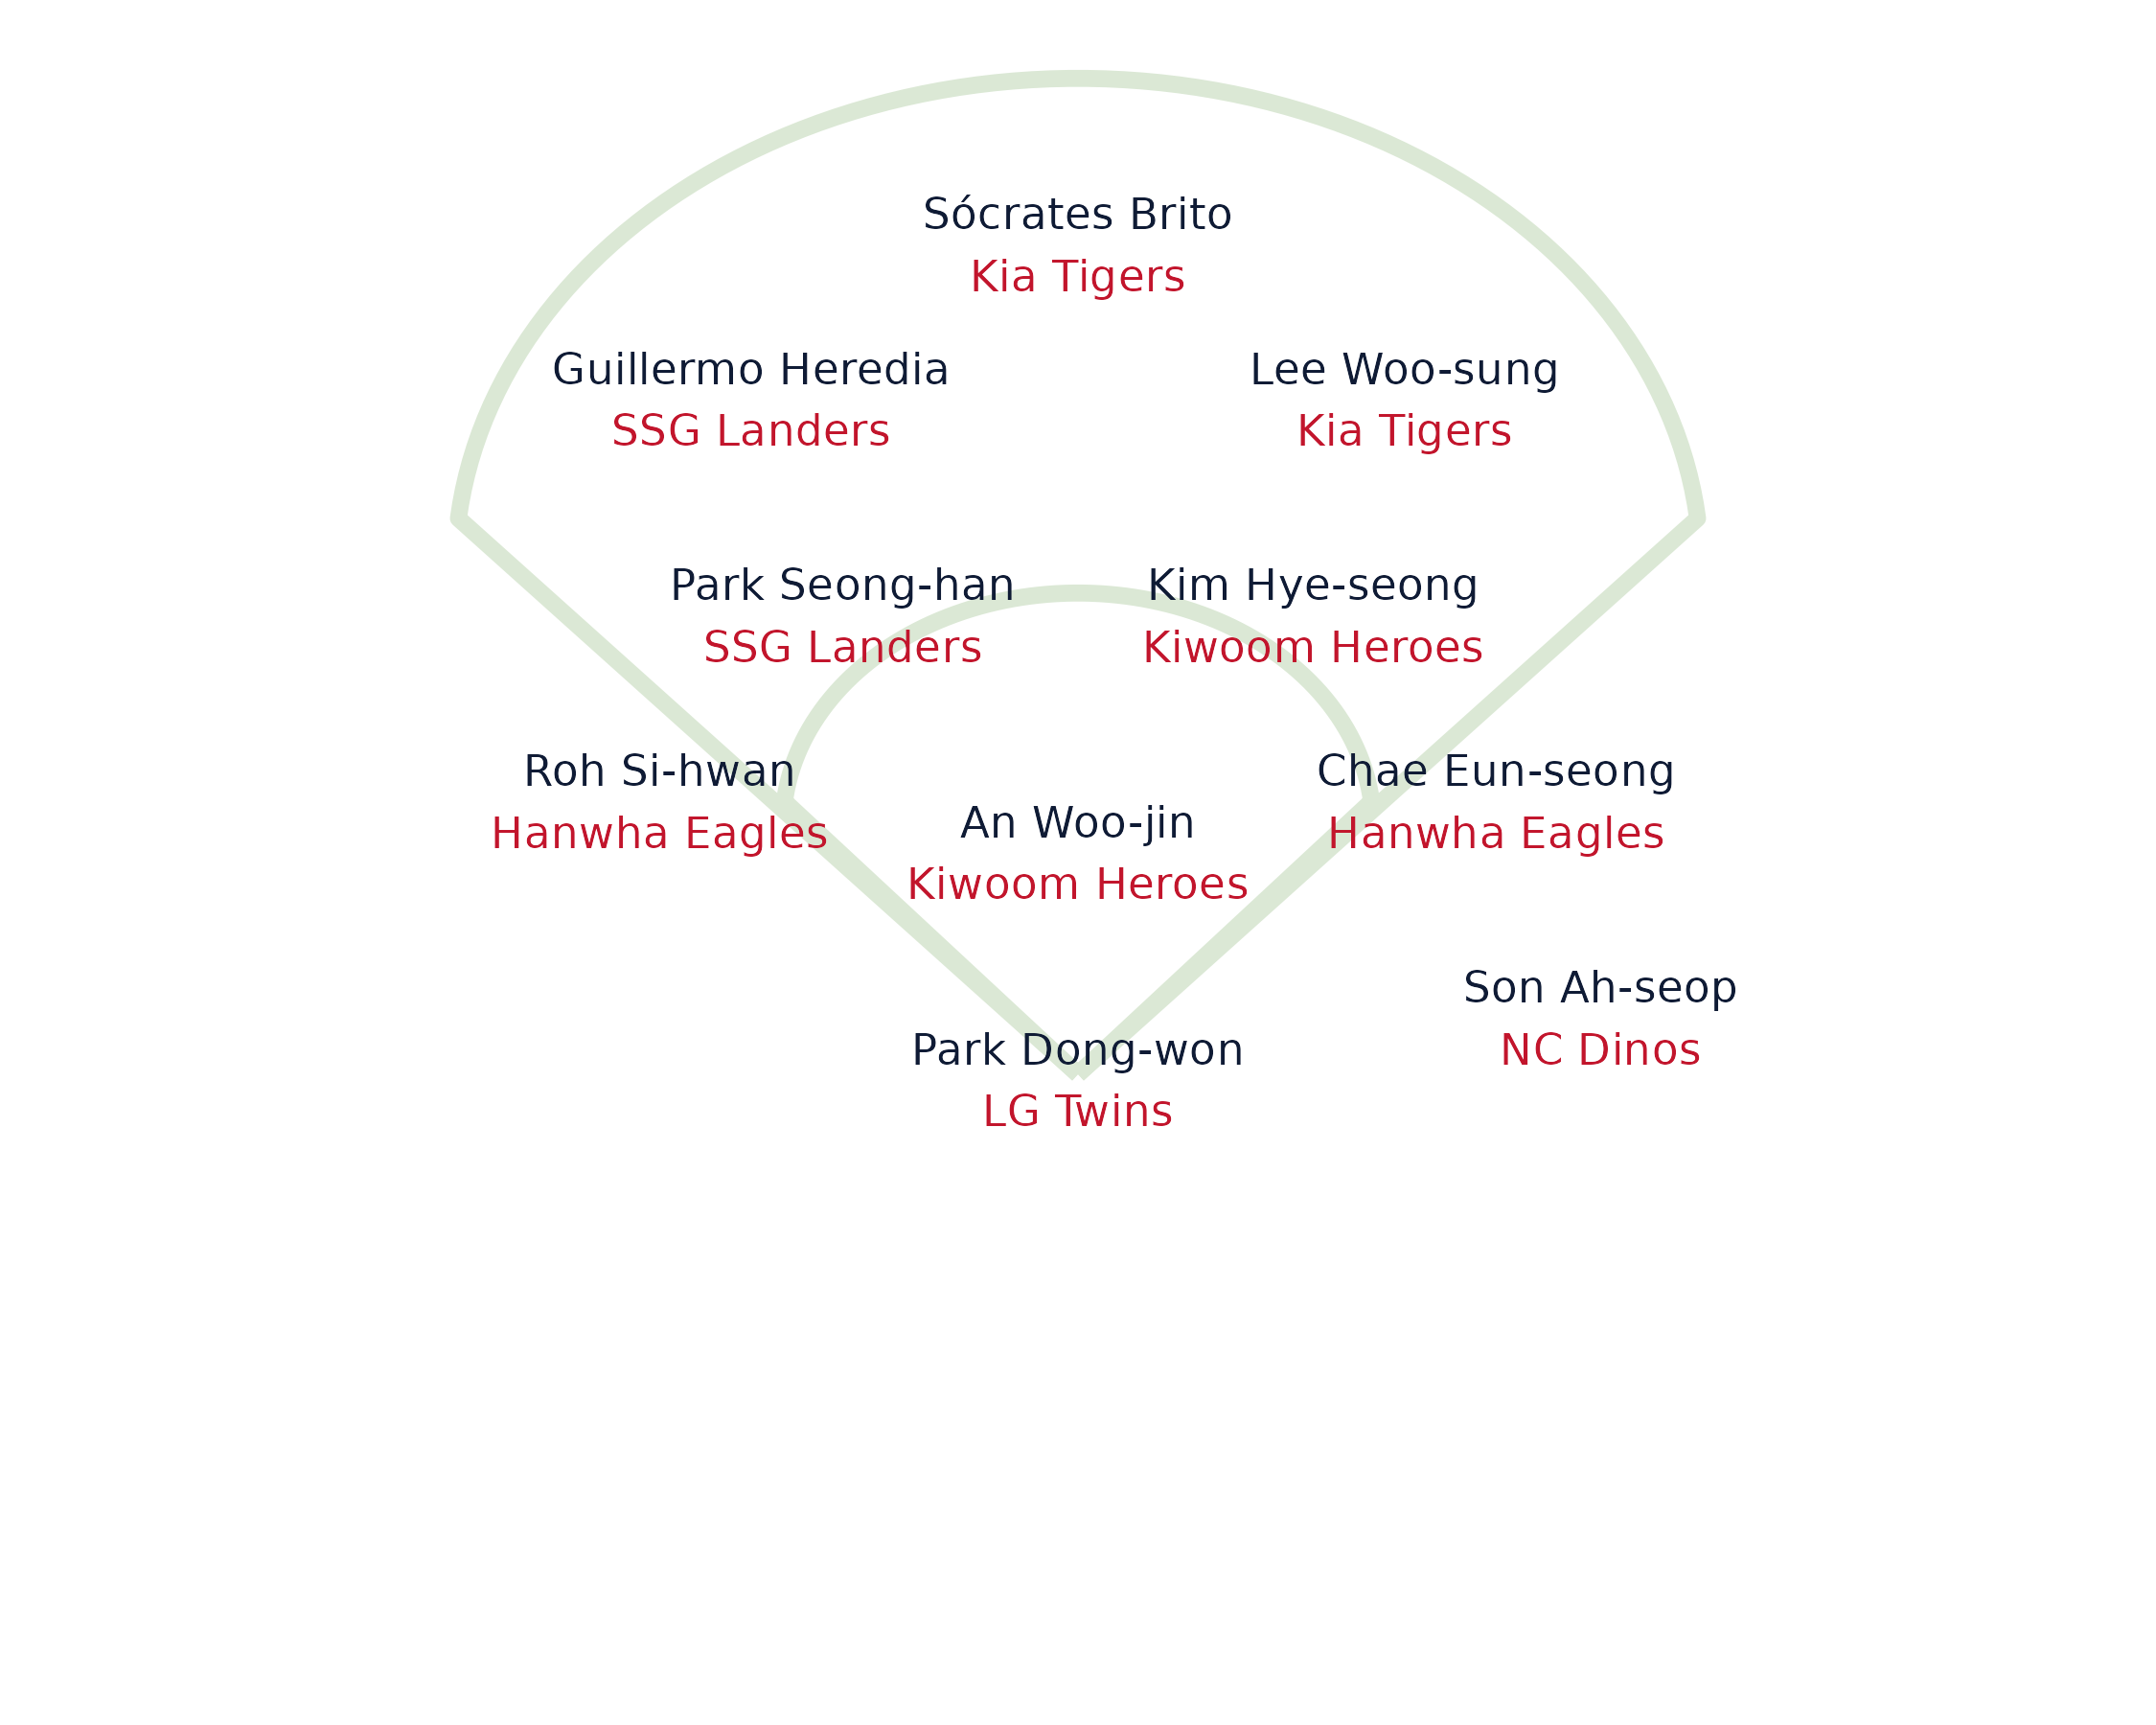 Sócrates Brito
Kia Tigers
Guillermo Heredia
SSG Landers
Lee Woo-sung
Kia Tigers
Park Seong-han
SSG Landers
Kim Hye-seong
Kiwoom Heroes
Roh Si-hwan
Hanwha Eagles
An Woo-jin
Kiwoom Heroes
Chae Eun-seong
Hanwha Eagles
Park Dong-won
LG Twins
Son Ah-seop
NC Dinos